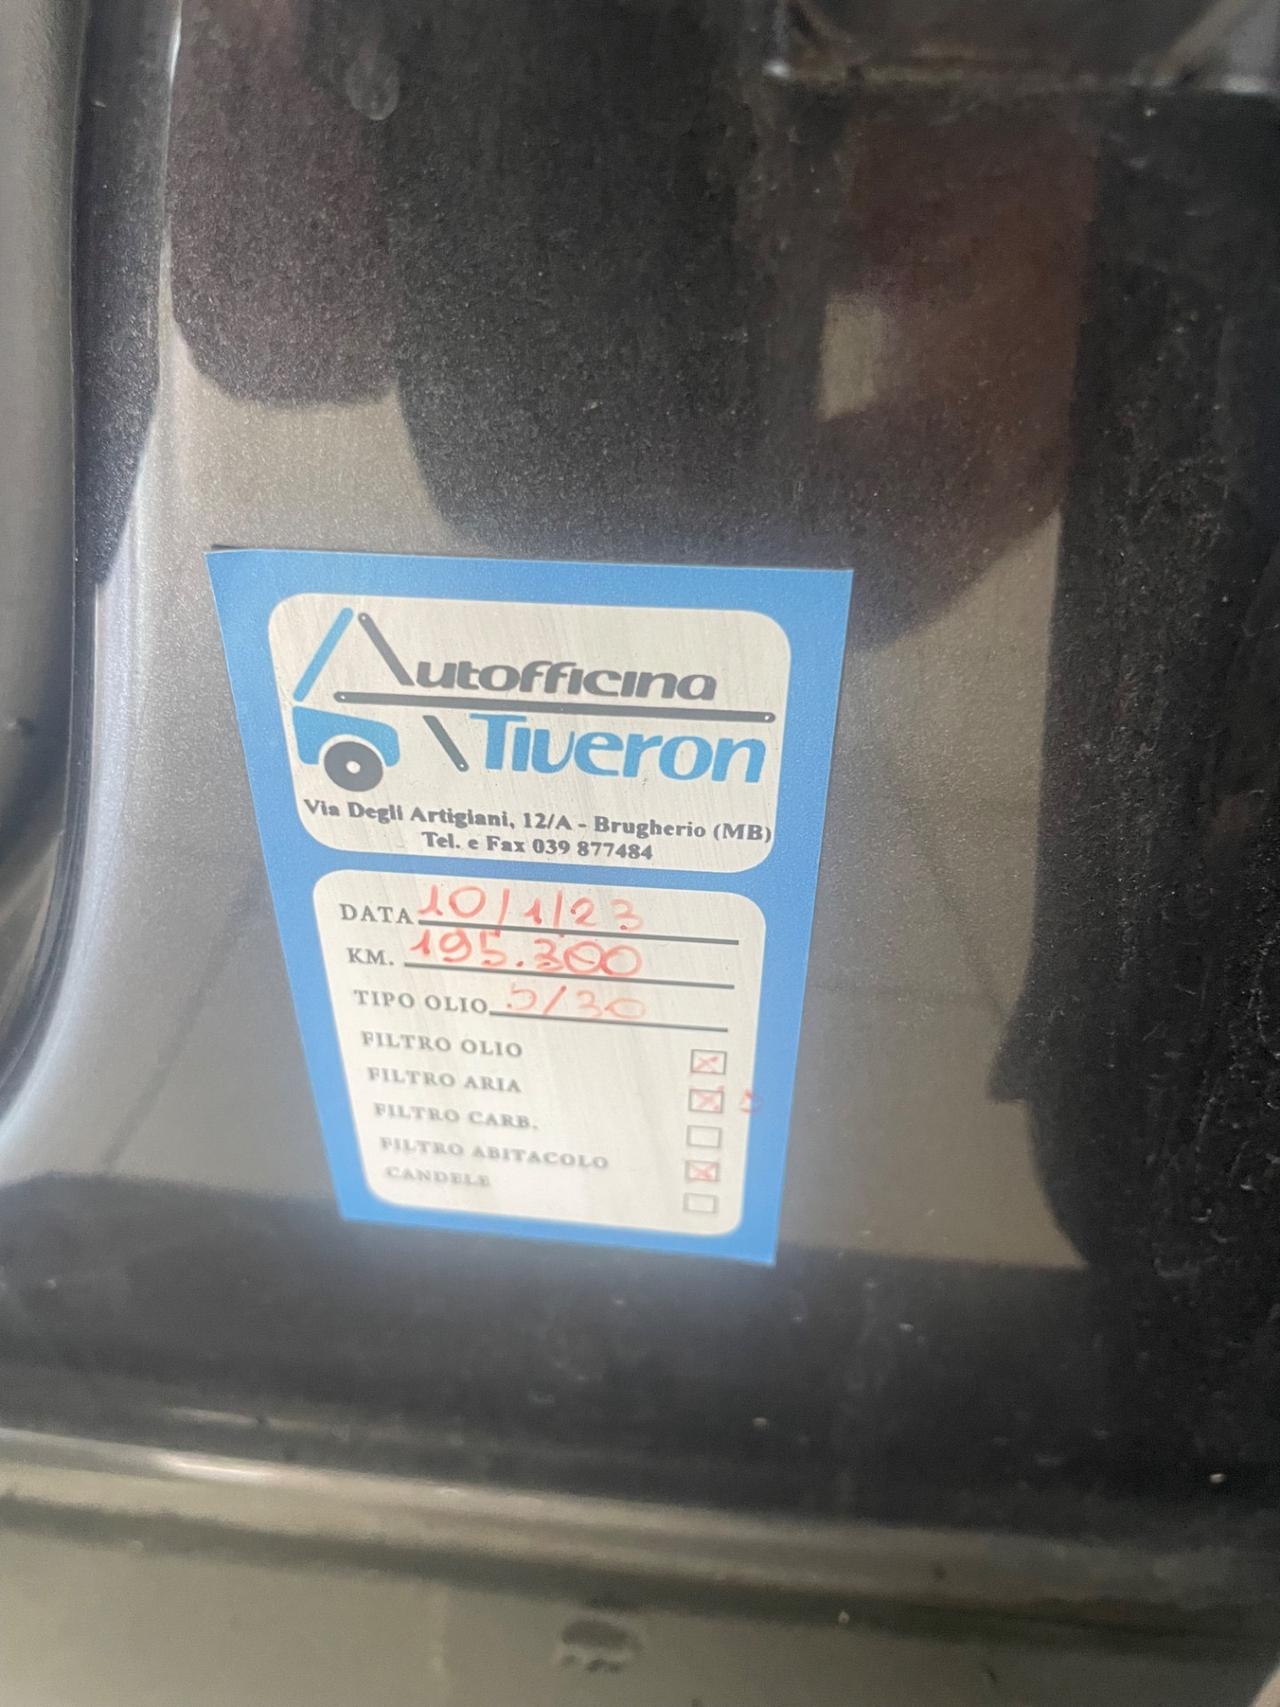 Autofficina
Tiveron
Via Degli Artigiani, 12/A - Brugherio (MB)
Tel. e Fax 039 877484
DATA 10/1/23
KM. 195.300
TIPO OLIO 5/30
FILTRO OLIO
FILTRO ARIA
FILTRO CARB.
FILTRO ABITACOLO
CANDELE